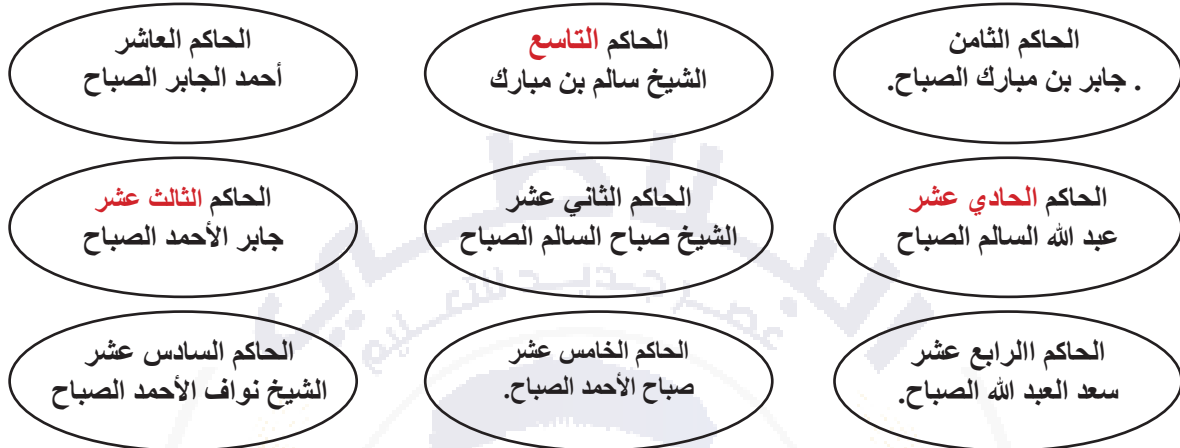 الحاكم الثامن
. جابر بن مبارك الصباح.
الحاكم التاسع
الشيخ سالم بن مبارك
الحاكم العاشر
أحمد الجابر الصباح
الحاكم الحادي عشر
عبد الله السالم الصباح
الحاكم الثاني عشر
الشيخ صباح السالم الصباح
الحاكم الثالث عشر
جابر الأحمد الصباح
الحاكم االرابع عشر
سعد العبد الله الصباح.
الحاكم الخامس عشر
صباح الأحمد الصباح.
الحاكم السادس عشر
الشيخ نواف الأحمد الصباح